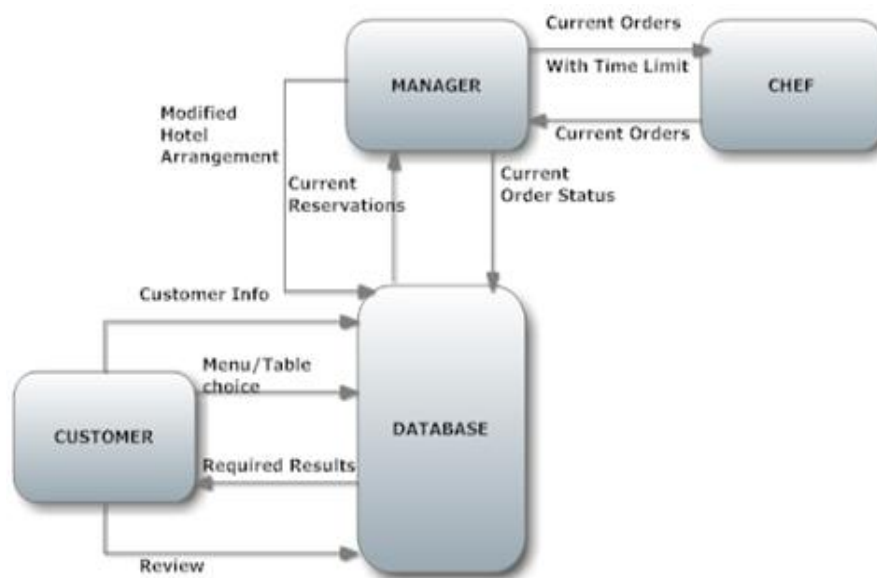 Current Orders
MANAGER
With Time Limit
CHEF
Modified
Hotel
Arrangement
Current Orders
Current
Reservations
Current
Order Status
Customer Info
Menu/Table
choice
CUSTOMER
DATABASE
Required Results
Review